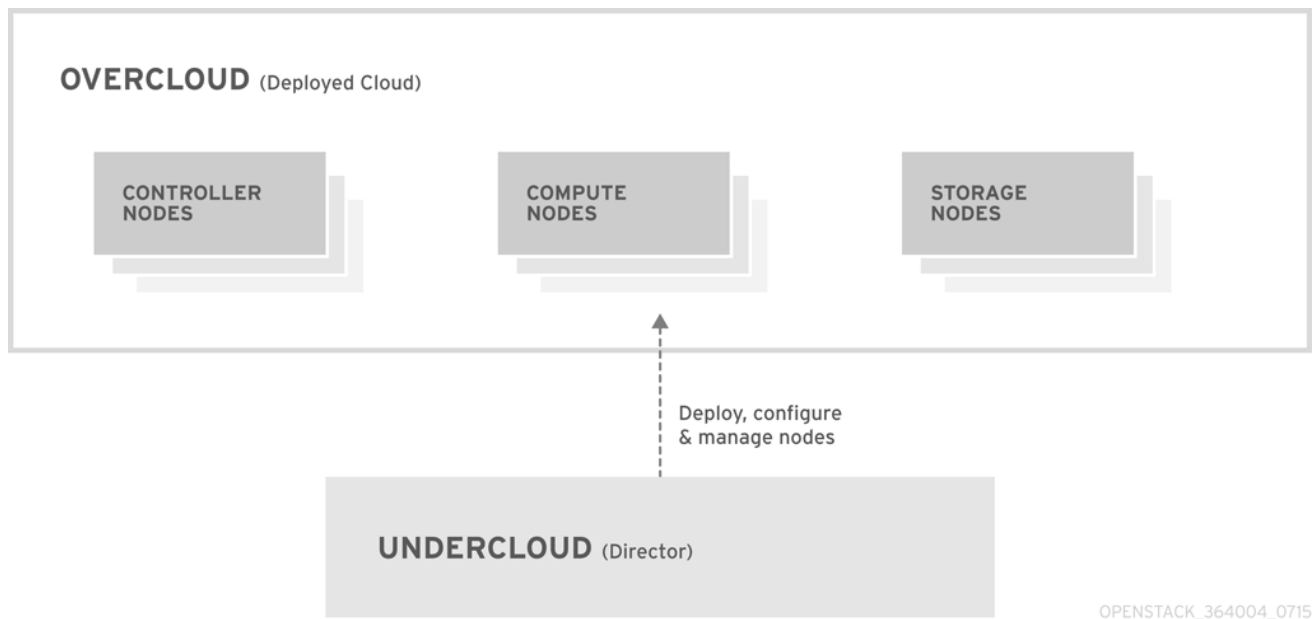 OVERCLOUD (Deployed Cloud)
CONTROLLER
NODES
COMPUTE
NODES
STORAGE
NODES
Deploy, configure
& manage nodes
UNDERCLOUD (Director)
OPENSTACK_364004_0715